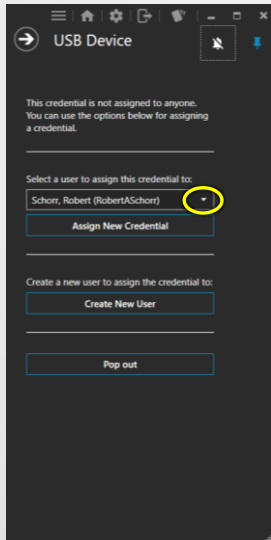 USB Device
This credential is not assigned to anyone.
You can use the options below for assigning
a credential.
Select a user to assign this credential to:
Schorr, Robert (RobertASchorr)
Assign New Credential
Create a new user to assign the credential to:
Create New User
Pop out